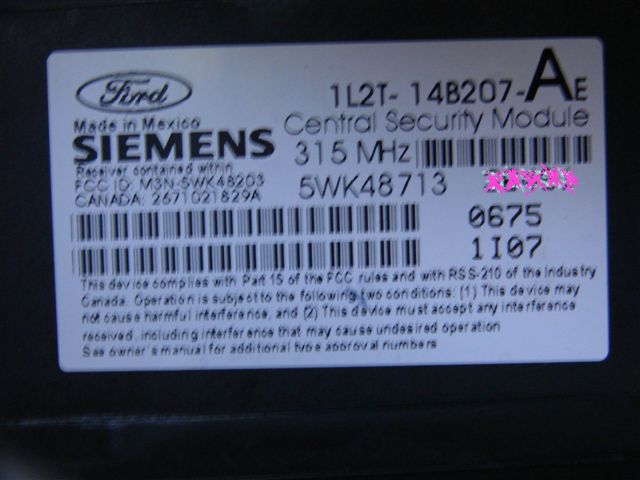 Ford
1L2T-14B207-AE
Made in Mexico
Central Security Module
SIEMENS
315 MHz
Receiver contained within
FCC ID: M3N-5WK48203
5WK48713
CANADA: 2671021829A
0675
1I07
This device complies with Part 15 of the FCC rules and with RSS-210 of the Industry
Canada. Operation is subject to the following two conditions: (1) This device may
not cause harmful interference, and (2) This device must accept any interference
received, including interference that may cause undesired operation
See owner's manual for additional type approval numbers